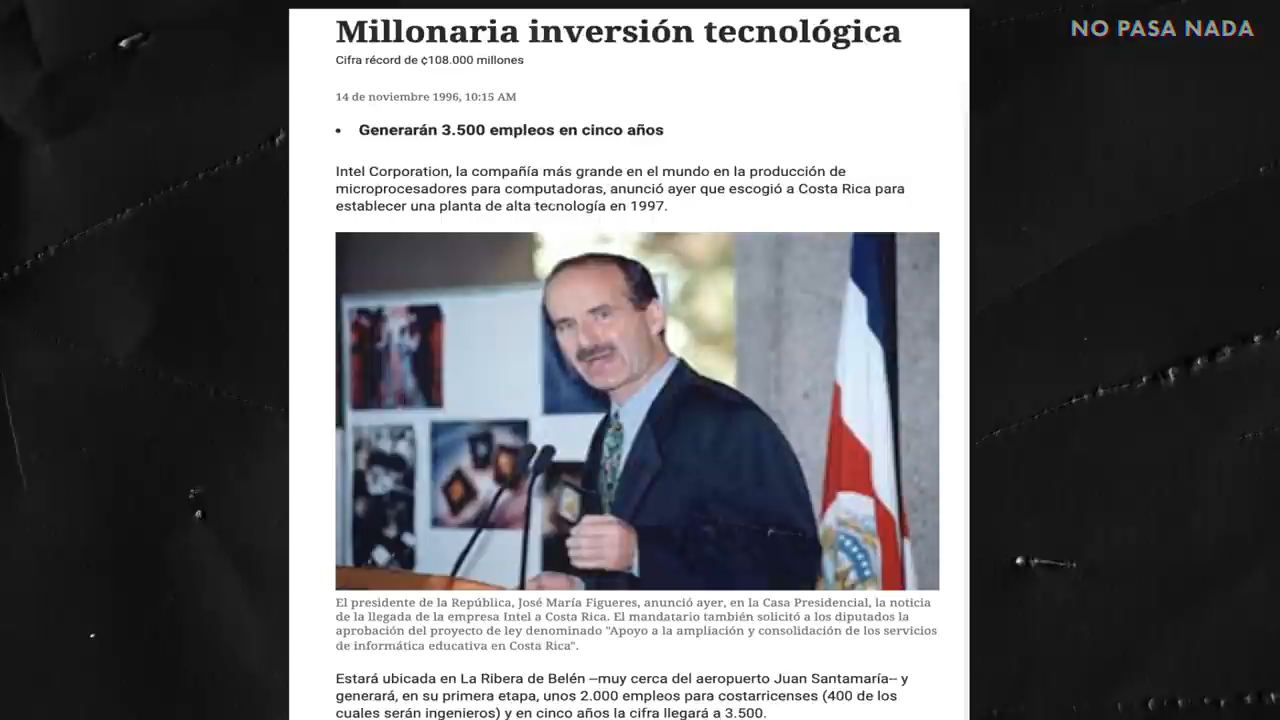 NO PASA NADA
Millonaria inversión tecnológica
Cifra récord de ¢108.000 millones
14 de noviembre 1996, 10:15 AM
• Generarán 3.500 empleos en cinco años
Intel Corporation, la compañía más grande en el mundo en la producción de
microprocesadores para computadoras, anunció ayer que escogió a Costa Rica para
establecer una planta de alta tecnología en 1997.
El presidente de la República, José María Figueres, anunció ayer, en la Casa Presidencial, la noticia
de la llegada de la empresa Intel a Costa Rica. El mandatario también solicitó a los diputados la
aprobación del proyecto de ley denominado "Apoyo a la ampliación y consolidación de los servicios
de informática educativa en Costa Rica".
Estará ubicada en La Ribera de Belén --muy cerca del aeropuerto Juan Santamaría-- y
generará, en su primera etapa, unos 2.000 empleos para costarricenses (400 de los
cuales serán ingenieros) y en cinco años la cifra llegará a 3.500.